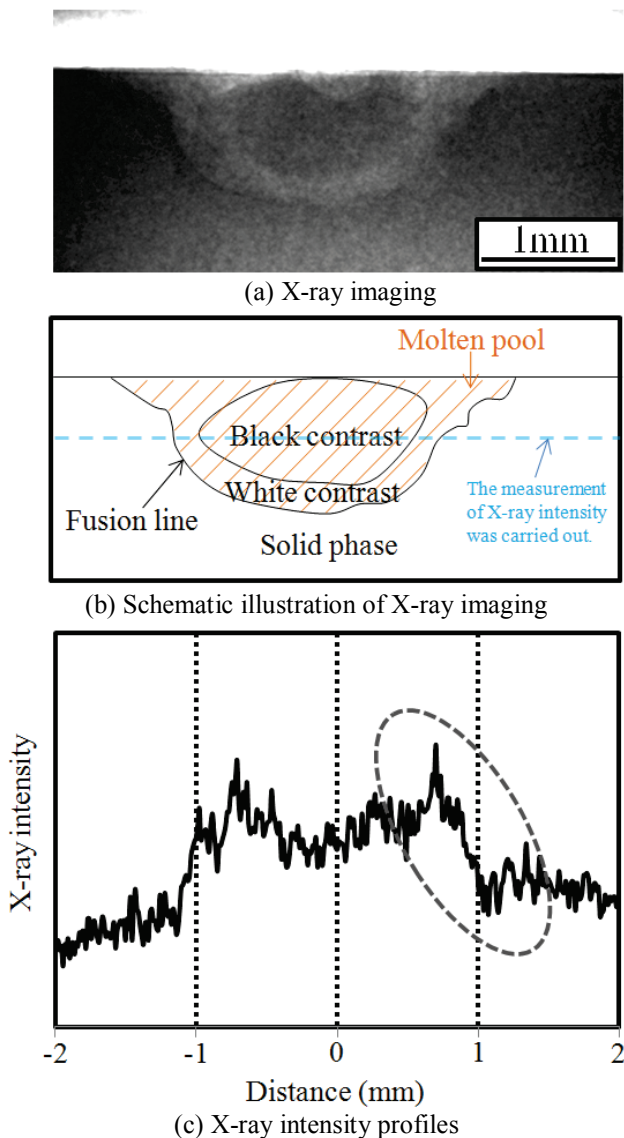 1mm
(a) X-ray imaging
Molten pool
Black contrast
White contrast
The measurement
of X-ray intensity
was carried out.
Fusion line
Solid phase
(b) Schematic illustration of X-ray imaging
X-ray intensity
-2 -1 0 1 2
Distance (mm)
(c) X-ray intensity profiles